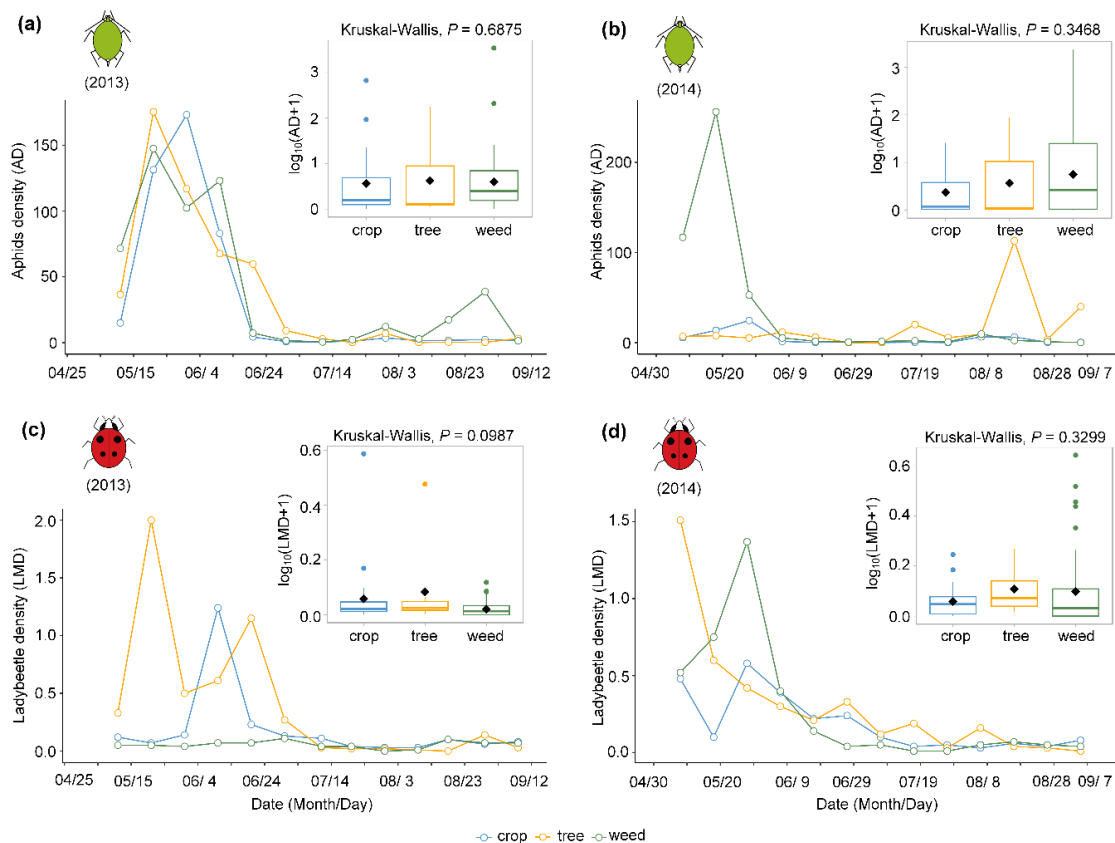 (a)
(2013)
Kruskal-Wallis, P = 0.6875
log10(AD+1)
3
2
1
0
crop tree weed
Aphids density (AD)
150
100
50
0
04/25 05/15 06/ 4 06/24 07/14 08/ 3 08/23 09/12
(b)
(2014)
Kruskal-Wallis, P = 0.3468
log10(AD+1)
3
2
1
0
crop tree weed
Aphids density (AD)
200
100
0
04/30 05/20 06/ 9 06/29 07/19 08/ 8 08/28 09/ 7
(c)
(2013)
Kruskal-Wallis, P = 0.0987
log10(LMD+1)
0.6
0.4
0.2
0.0
crop tree weed
Ladybeetle density (LMD)
2.0
1.5
1.0
0.5
0.0
04/25 05/15 06/ 4 06/24 07/14 08/ 3 08/23 09/12
Date (Month/Day)
(d)
(2014)
Kruskal-Wallis, P = 0.3299
log10(LMD+1)
0.6
0.4
0.2
0.0
crop tree weed
Ladybeetle density (LMD)
1.5
1.0
0.5
0.0
04/30 05/20 06/ 9 06/29 07/19 08/ 8 08/28 09/ 7
Date (Month/Day)
crop tree weed